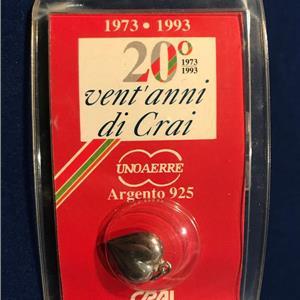 1973 • 1993
20°
1973
1993
vent'anni
di Crai
UNOAERRE
Argento 925
CRAI